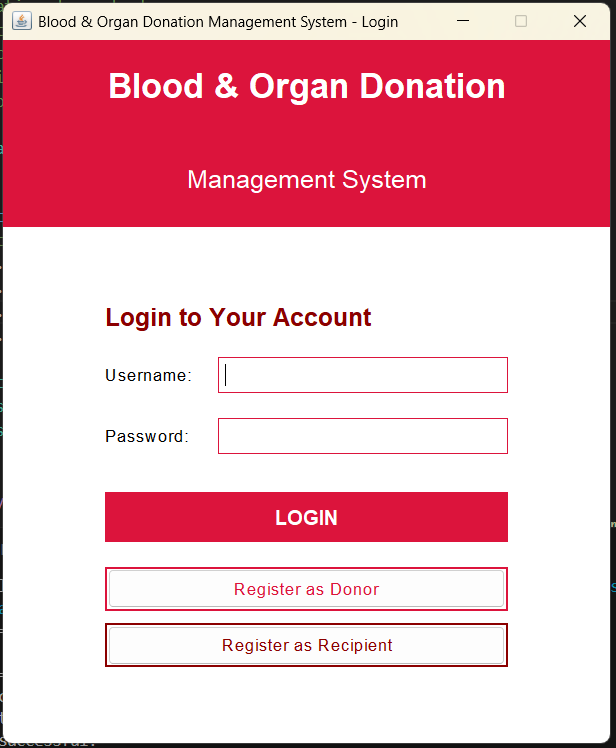 Blood & Organ Donation Management System - Login
Blood & Organ Donation
Management System
Login to Your Account
Username:
Password:
LOGIN
Register as Donor
Register as Recipient